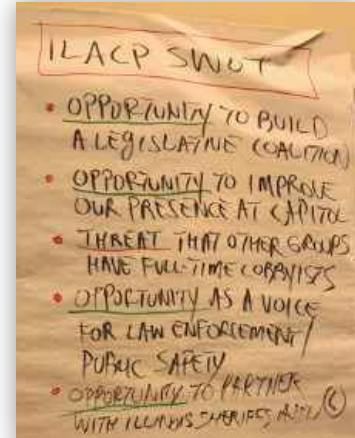 ILACP SWOT
• OPPORTUNITY TO BUILD
A LEGISLATIVE COALITION
• OPPORTUNITY TO IMPROVE
OUR PRESENCE AT CAPITOL
• THREAT THAT OTHER GROUPS
HAVE FULL-TIME LOBBYISTS
• OPPORTUNITY AS A VOICE
FOR LAW ENFORCEMENT/
PUBLIC SAFETY
• OPPORTUNITY TO PARTNER
WITH ILLINOIS SHERIFFS